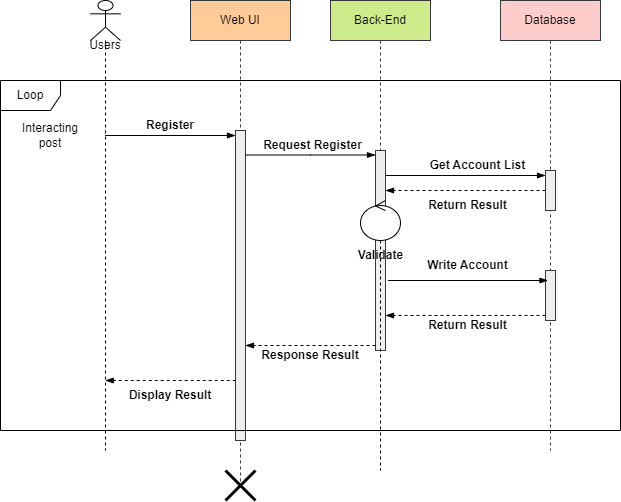 Users
Web UI
Back-End
Database
Loop
Interacting
post
Register
Request Register
Get Account List
Return Result
Validate
Write Account
Return Result
Response Result
Display Result